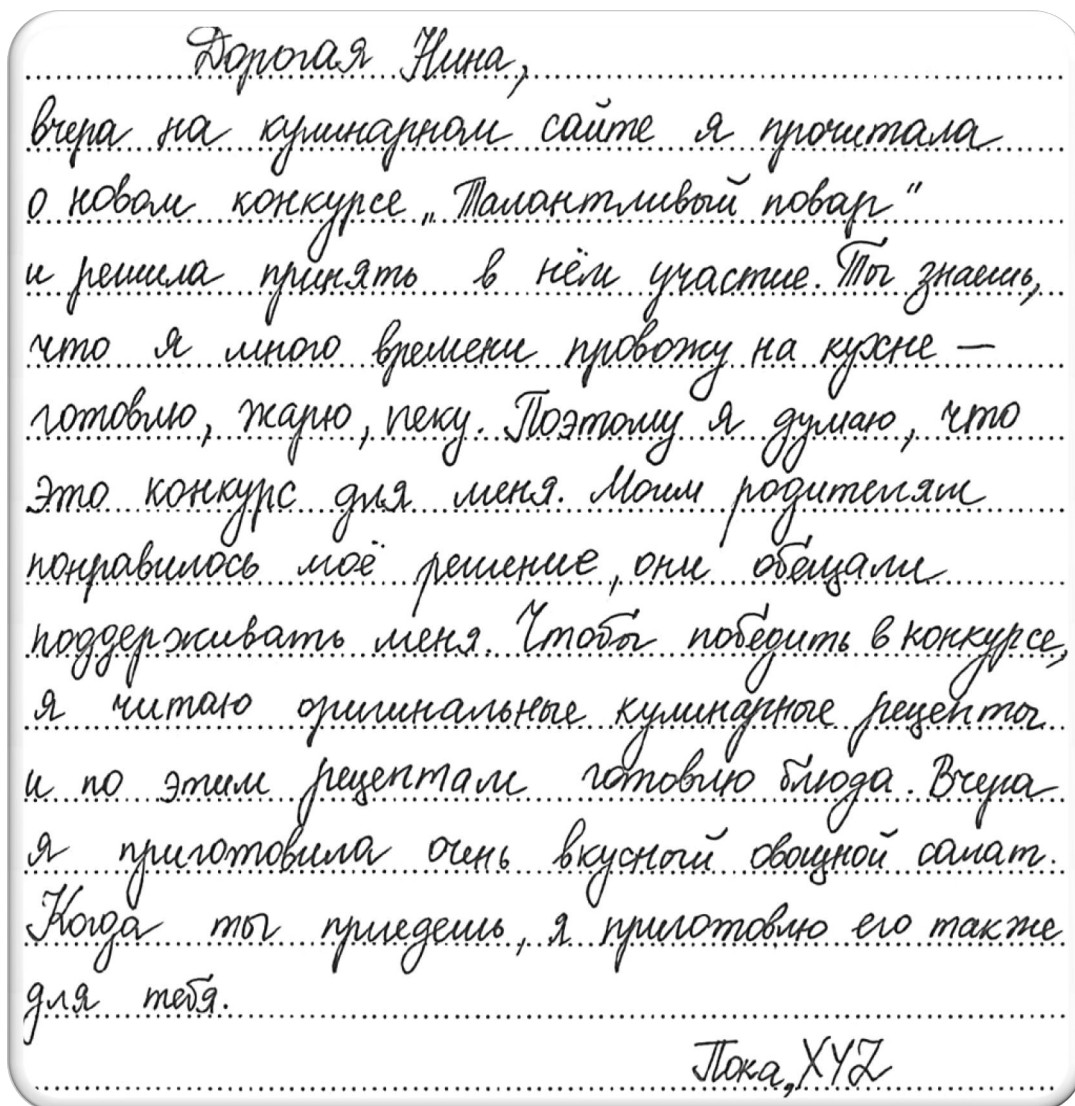 Дорогая Нина,
вчера на кулинарном сайте я прочитала
о новом конкурсе „Талантливый повар"
и решила принять в нём участие. Ты знаешь,
что я много времени провожу на кухне —
готовлю, жарю, пеку. Поэтому я думаю, что
это конкурс для меня. Моим родителям
понравилось моё решение, они обещали
поддерживать меня. Чтобы победить в конкурсе,
я читаю оригинальные кулинарные рецепты
и по этим рецептам готовлю блюда. Вчера
я приготовила очень вкусный овощной салат.
Когда ты приедешь, я приготовлю его также
для тебя.
Пока, XYZ